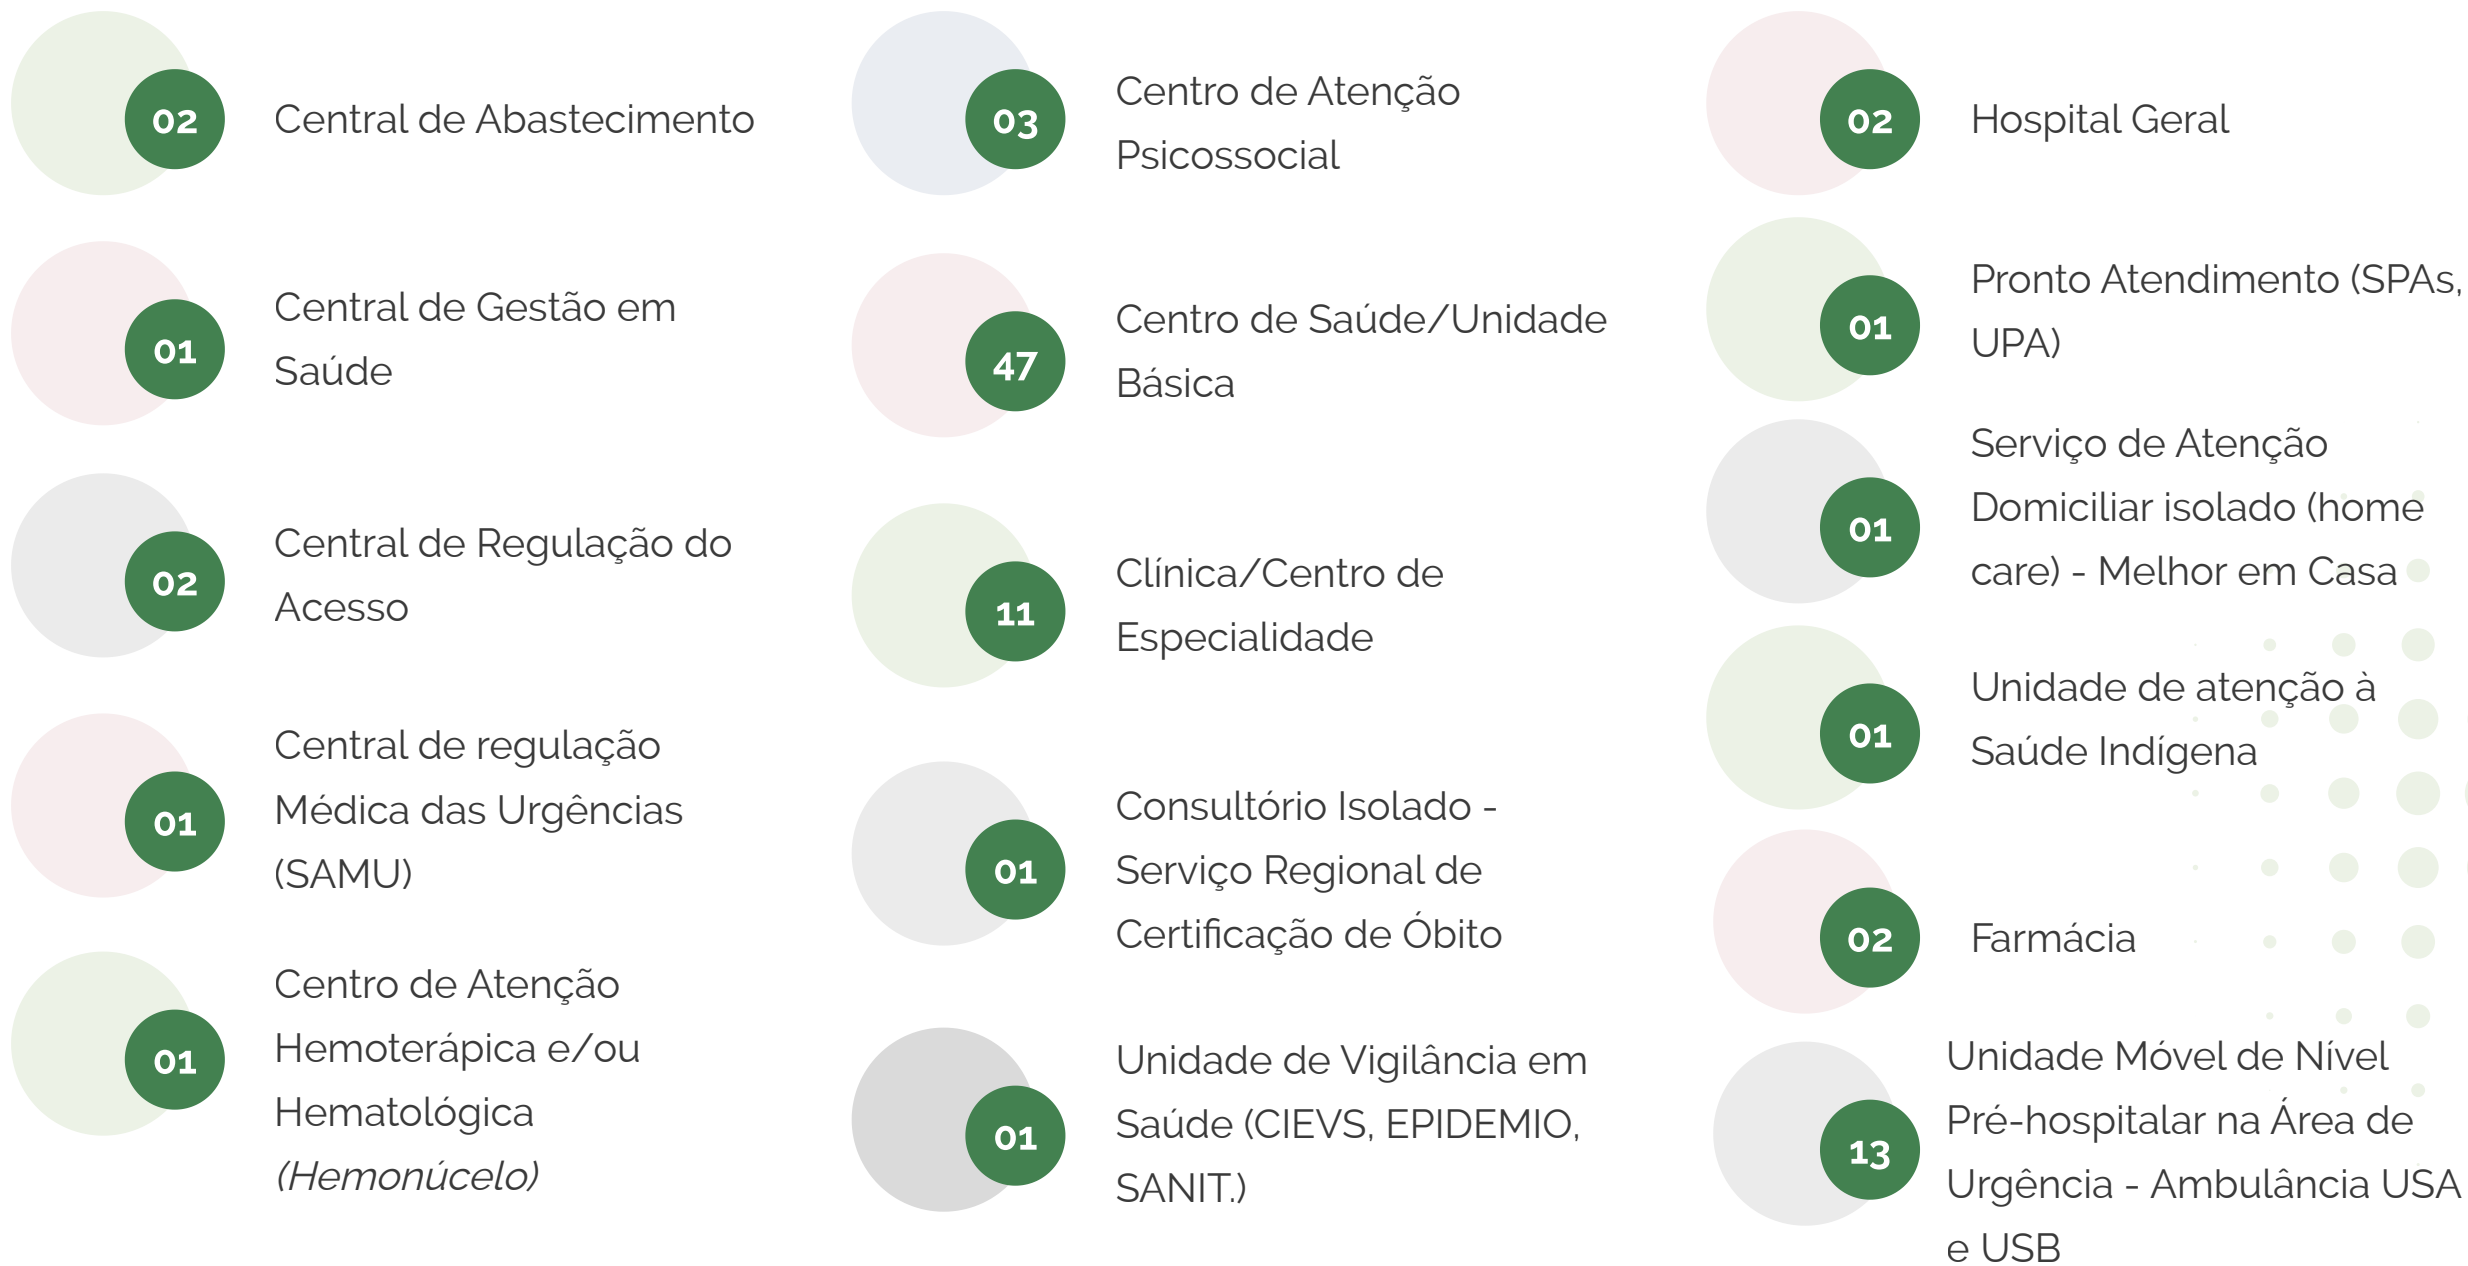 02
Central de Abastecimento
01
Central de Gestão em
Saúde
02
Central de Regulação do
Acesso
01
Central de regulação
Médica das Urgências
(SAMU)
01
Centro de Atenção
Hemoterápica e/ou
Hematológica
(Hemonúcelo)
03
Centro de Atenção
Psicossocial
47
Centro de Saúde/Unidade
Básica
11
Clínica/Centro de
Especialidade
01
Consultório Isolado -
Serviço Regional de
Certificação de Óbito
01
Unidade de Vigilância em
Saúde (CIEVS, EPIDEMIO,
SANIT.)
02
Hospital Geral
01
Pronto Atendimento (SPAs,
UPA)
01
Serviço de Atenção
Domiciliar isolado (home
care) - Melhor em Casa
01
Unidade de atenção à
Saúde Indígena
02
Farmácia
13
Unidade Móvel de Nível
Pré-hospitalar na Área de
Urgência - Ambulância USA
e USB